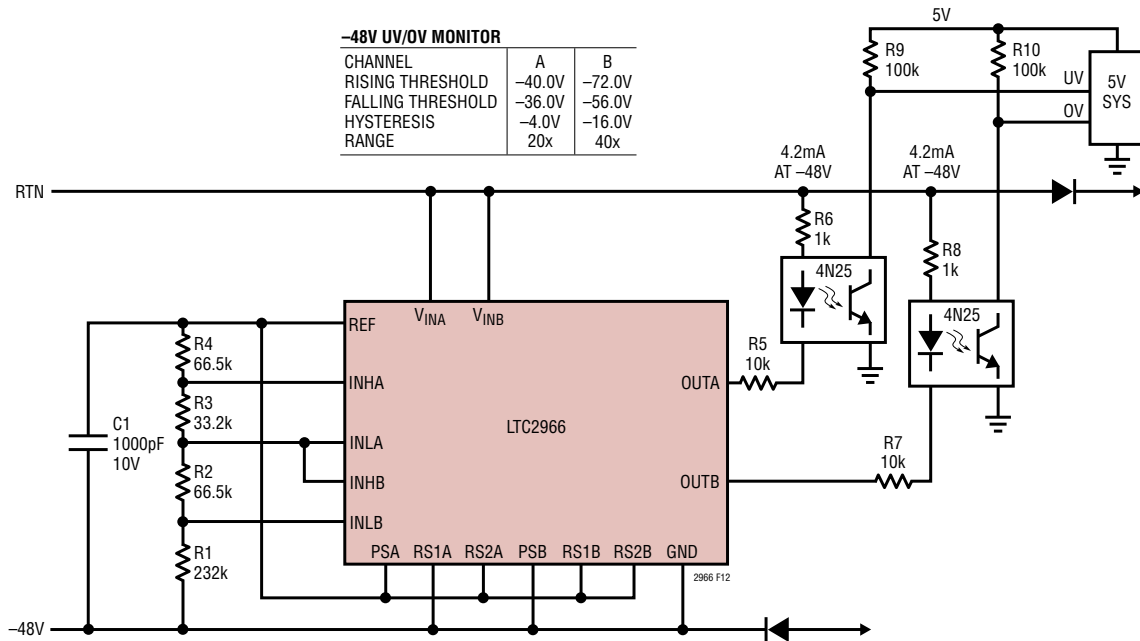 –48V UV/OV MONITOR
CHANNEL A B
RISING THRESHOLD –40.0V –72.0V
FALLING THRESHOLD –36.0V –56.0V
HYSTERESIS –4.0V –16.0V
RANGE 20x 40x
5V
R9
100k
R10
100k
UV
OV
5V
SYS
4.2mA
AT –48V
4.2mA
AT –48V
RTN
R6
1k
R8
1k
4N25
4N25
VINA
VINB
REF
R4
66.5k
INHA
R3
33.2k
C1
1000pF
10V
INLA
INHB
R2
66.5k
INLB
R1
232k
LTC2966
OUTA
R5
10k
OUTB
R7
10k
PSA RS1A RS2A PSB RS1B RS2B GND
2966 F12
–48V